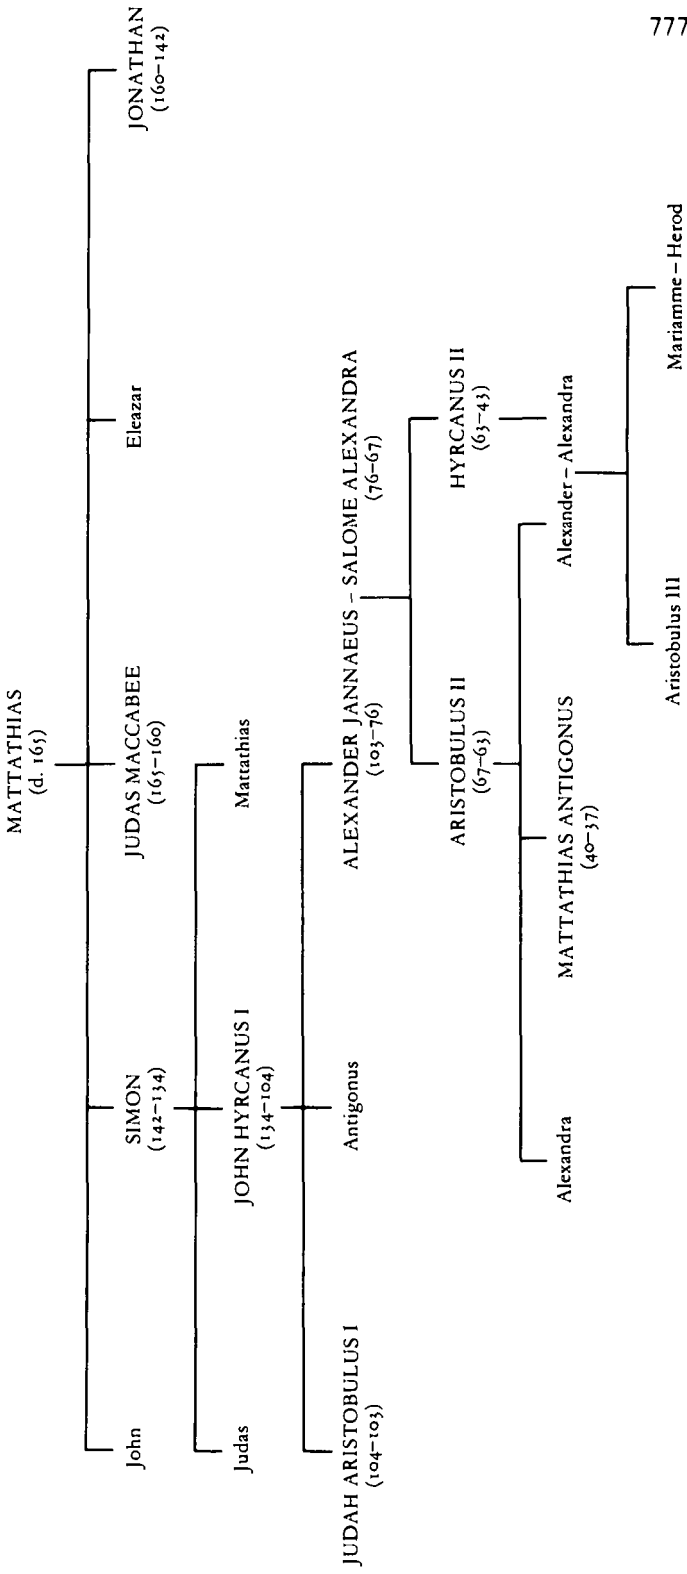 777
MATTATHIAS
(d. 165)
John
SIMON
(142–134)
JUDAS MACCABEE
(165–160)
Eleazar
JONATHAN
(160–142)
Judas
JOHN HYRCANUS I
(134–104)
Mattathias
JUDAH ARISTOBULUS I
(104–103)
Antigonus
ALEXANDER JANNAEUS – SALOME ALEXANDRA
(103–76)
(76–67)
ARISTOBULUS II
(67–63)
HYRCANUS II
(63–43)
Alexandra
MATTATHIAS ANTIGONUS
(40–37)
Alexander – Alexandra
Aristobulus III
Mariamme – Herod